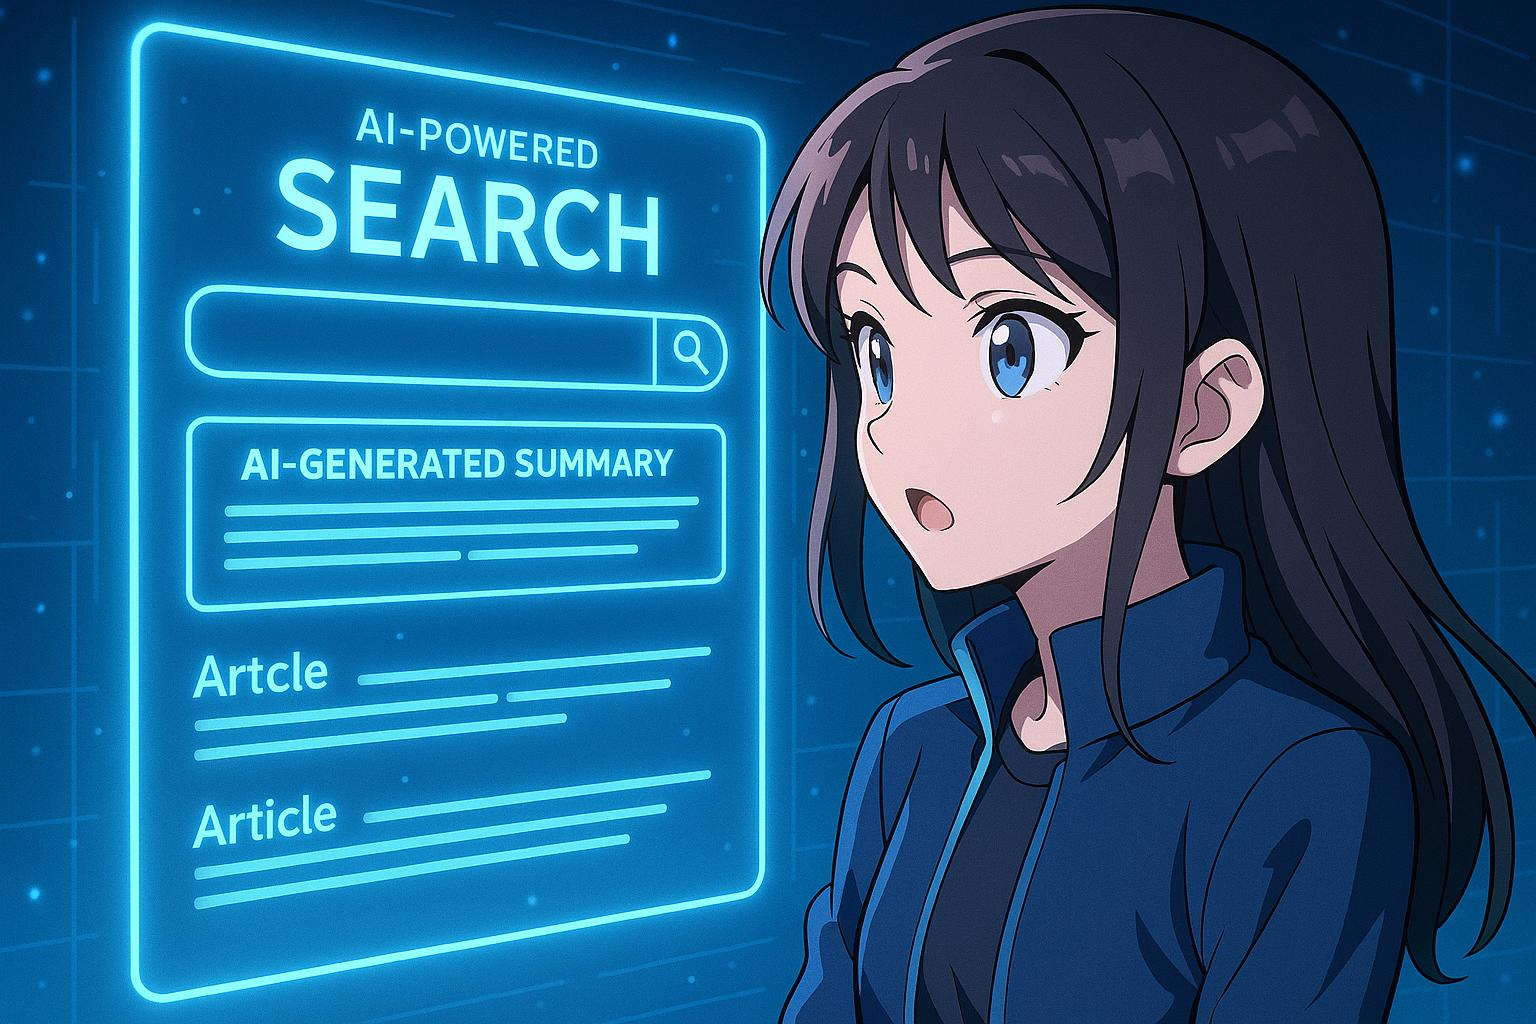 AI-POWERED
SEARCH
AI-GENERATED SUMMARY
Artcle
Article